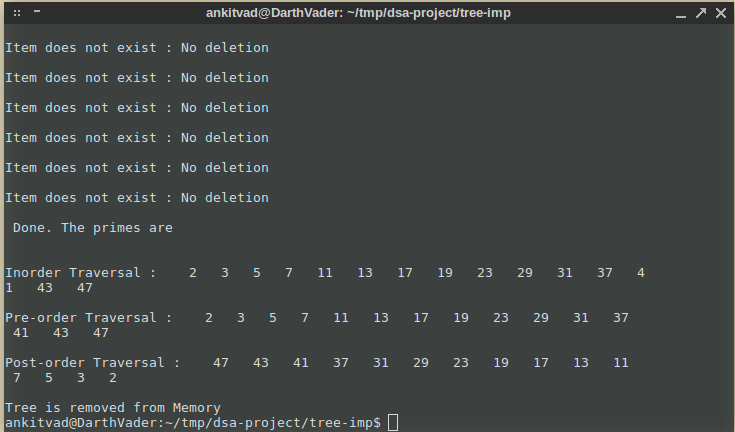 ankitvad@DarthVader: ~/tmp/dsa-project/tree-imp
Item does not exist : No deletion
Item does not exist : No deletion
Item does not exist : No deletion
Item does not exist : No deletion
Item does not exist : No deletion
Item does not exist : No deletion
Done. The primes are
Inorder Traversal :    2   3   5   7   11   13   17   19   23   29   31   37   4
1   43   47
Pre-order Traversal :    2   3   5   7   11   13   17   19   23   29   31   37
41   43   47
Post-order Traversal :    47   43   41   37   31   29   23   19   17   13   11
7   5   3   2
Tree is removed from Memory
ankitvad@DarthVader:~/tmp/dsa-project/tree-imp$